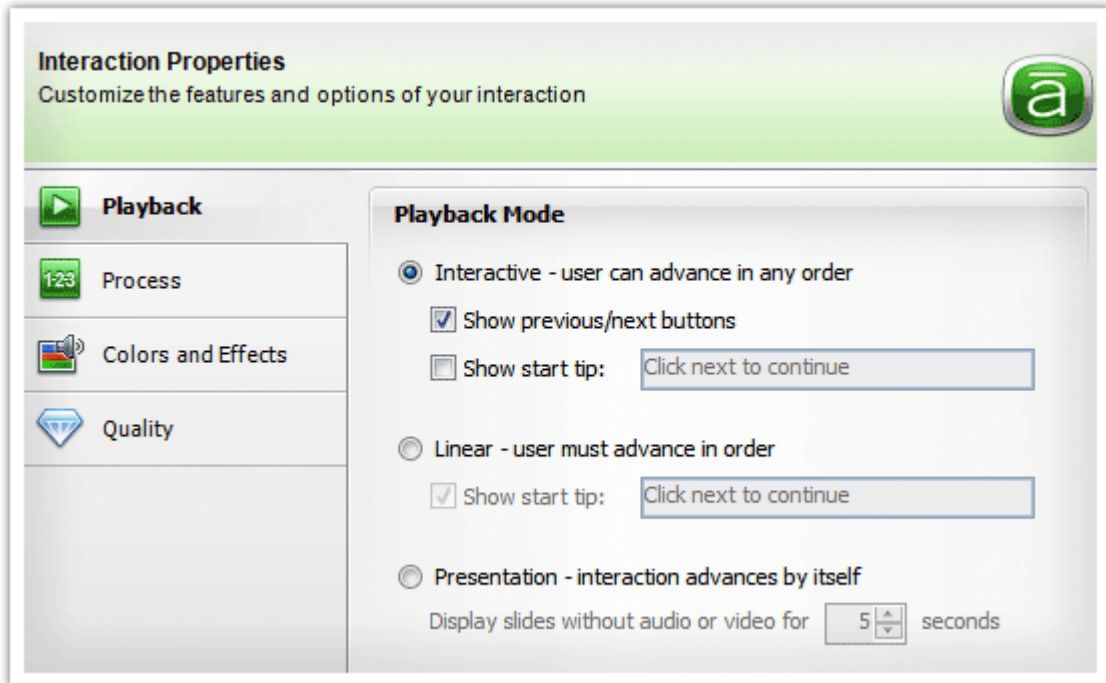 Interaction Properties
Customize the features and options of your interaction
ā
Playback
1-2-3
Process
Colors and Effects
Quality
Playback Mode
Interactive - user can advance in any order
Show previous/next buttons
Show start tip: Click next to continue
Linear - user must advance in order
Show start tip: Click next to continue
Presentation - interaction advances by itself
Display slides without audio or video for 5 seconds